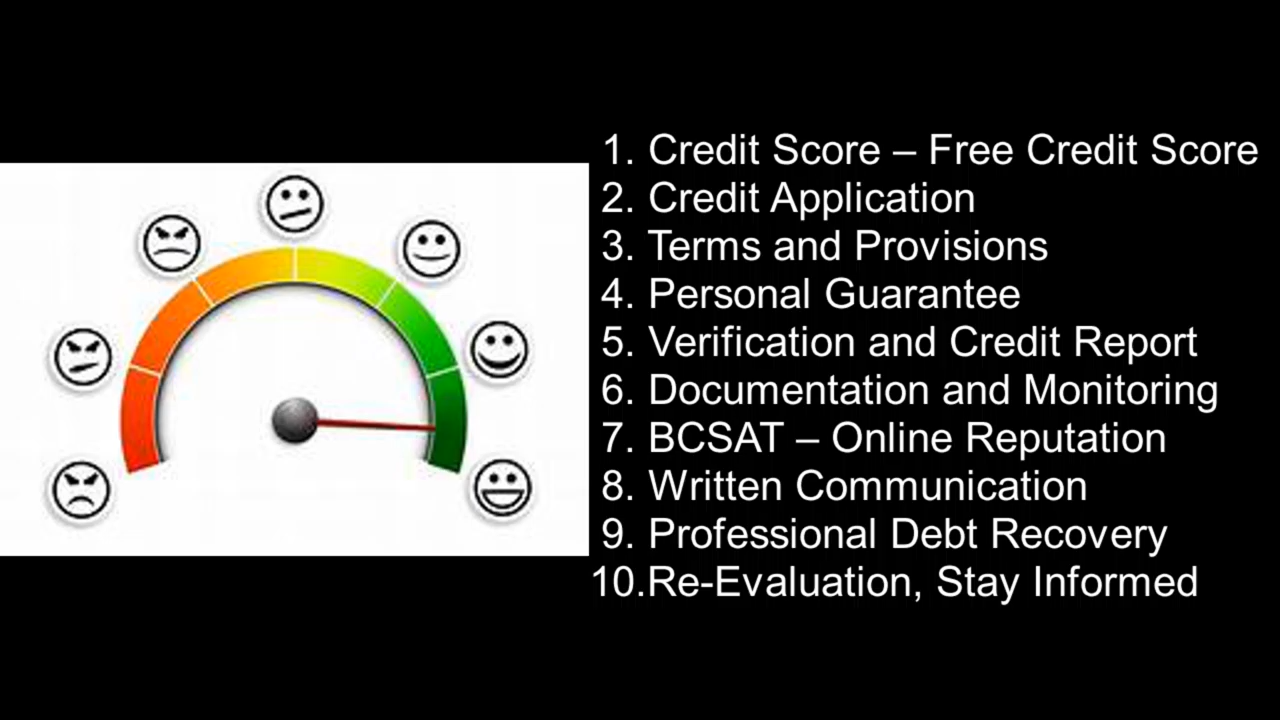 1. Credit Score – Free Credit Score
2. Credit Application
3. Terms and Provisions
4. Personal Guarantee
5. Verification and Credit Report
6. Documentation and Monitoring
7. BCSAT – Online Reputation
8. Written Communication
9. Professional Debt Recovery
10.Re-Evaluation, Stay Informed